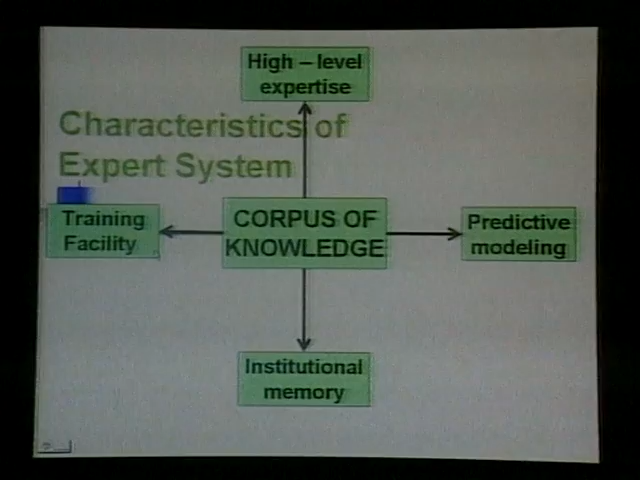 High – level
expertise
Characteristics of
Expert System
Training
Facility
CORPUS OF
KNOWLEDGE
Predictive
modeling
Institutional
memory